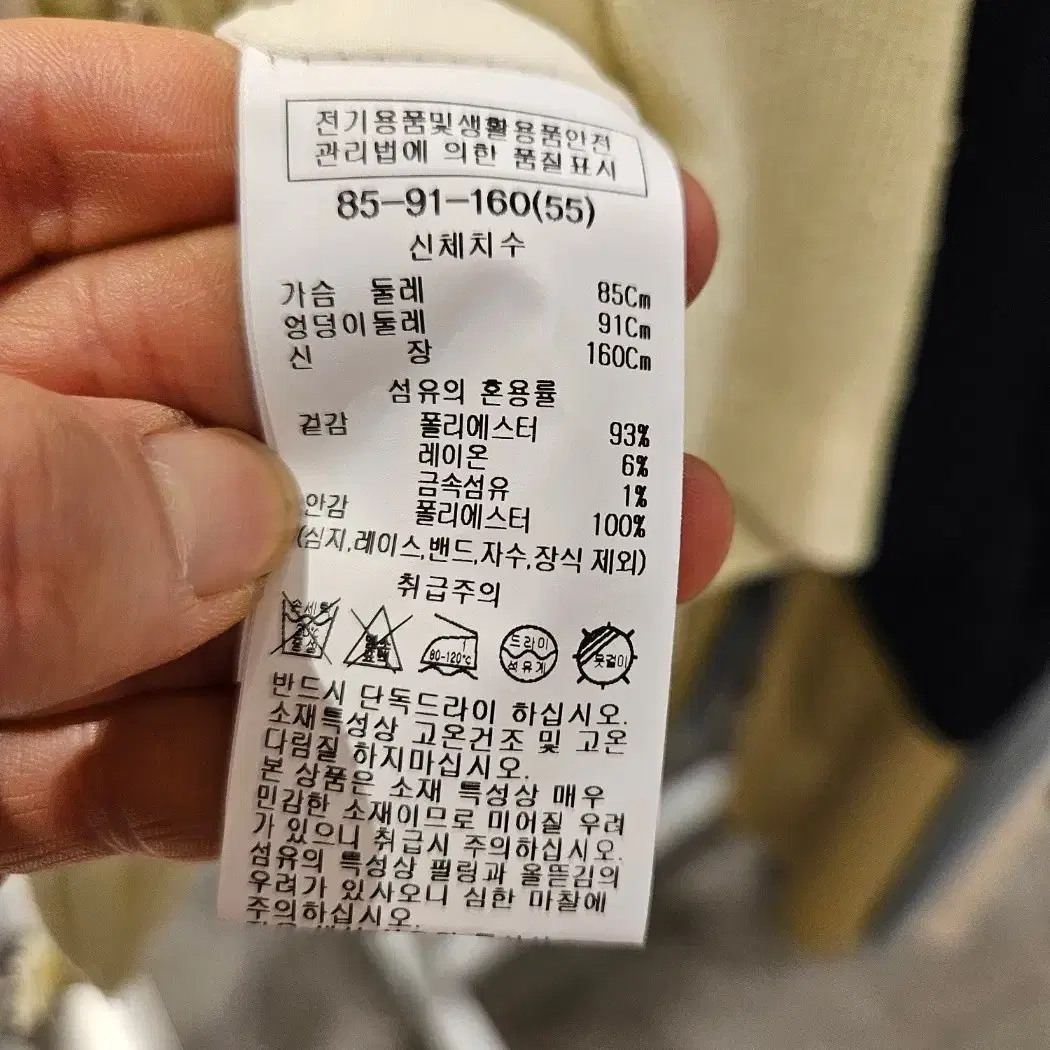 전기용품및생활용품안전
관리법에 의한 품질표시
85-91-160(55)
신체치수
가슴 둘레 85Cm
엉덩이둘레 91Cm
신 장 160Cm
섬유의 혼용률
겉감 폴리에스터 93%
레이온 6%
금속섬유 1%
안감 폴리에스터 100%
(심지,레이스,밴드,자수,장식 제외)
취급주의
80-120℃ 드라이 옷걸이
석유계
반드시 단독드라이 하십시오.
소재특성상 고온건조 및 고온
다림질 하지마십시오.
본 상품은 소재 특성상 매우
민감한 소재이므로 미어질 우려
가 있으니 취급시 주의하십시오.
섬유의 특성상 필링과 올뜯김의
우려가 있사오니 심한 마찰에
주의하십시오.